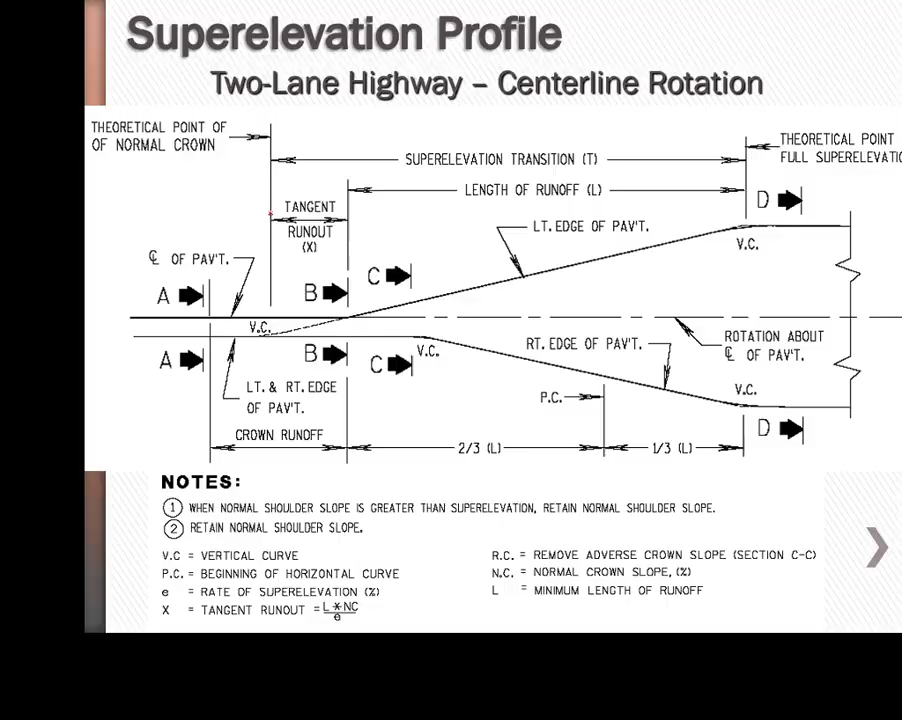 Superelevation Profile
Two-Lane Highway – Centerline Rotation
THEORETICAL POINT OF
OF NORMAL CROWN
THEORETICAL POINT
FULL SUPERELEVATIO
SUPERELEVATION TRANSITION (T)
LENGTH OF RUNOFF (L)
TANGENT
RUNOUT
(X)
D
LT. EDGE OF PAV'T.
V.C.
℄ OF PAV'T.
A
B
C
V.C.
ROTATION ABOUT
℄ OF PAV'T.
RT. EDGE OF PAV'T.
A
B
C
V.C.
LT. & RT. EDGE
OF PAV'T.
P.C.
V.C.
CROWN RUNOFF
2/3 (L)
1/3 (L)
D
NOTES:
1 WHEN NORMAL SHOULDER SLOPE IS GREATER THAN SUPERELEVATION, RETAIN NORMAL SHOULDER SLOPE.
2 RETAIN NORMAL SHOULDER SLOPE.
V.C = VERTICAL CURVE
P.C. = BEGINNING OF HORIZONTAL CURVE
e = RATE OF SUPERELEVATION (%)
X = TANGENT RUNOUT = L*NC
e
R.C. = REMOVE ADVERSE CROWN SLOPE (SECTION C-C)
N.C. = NORMAL CROWN SLOPE, (%)
L = MINIMUM LENGTH OF RUNOFF